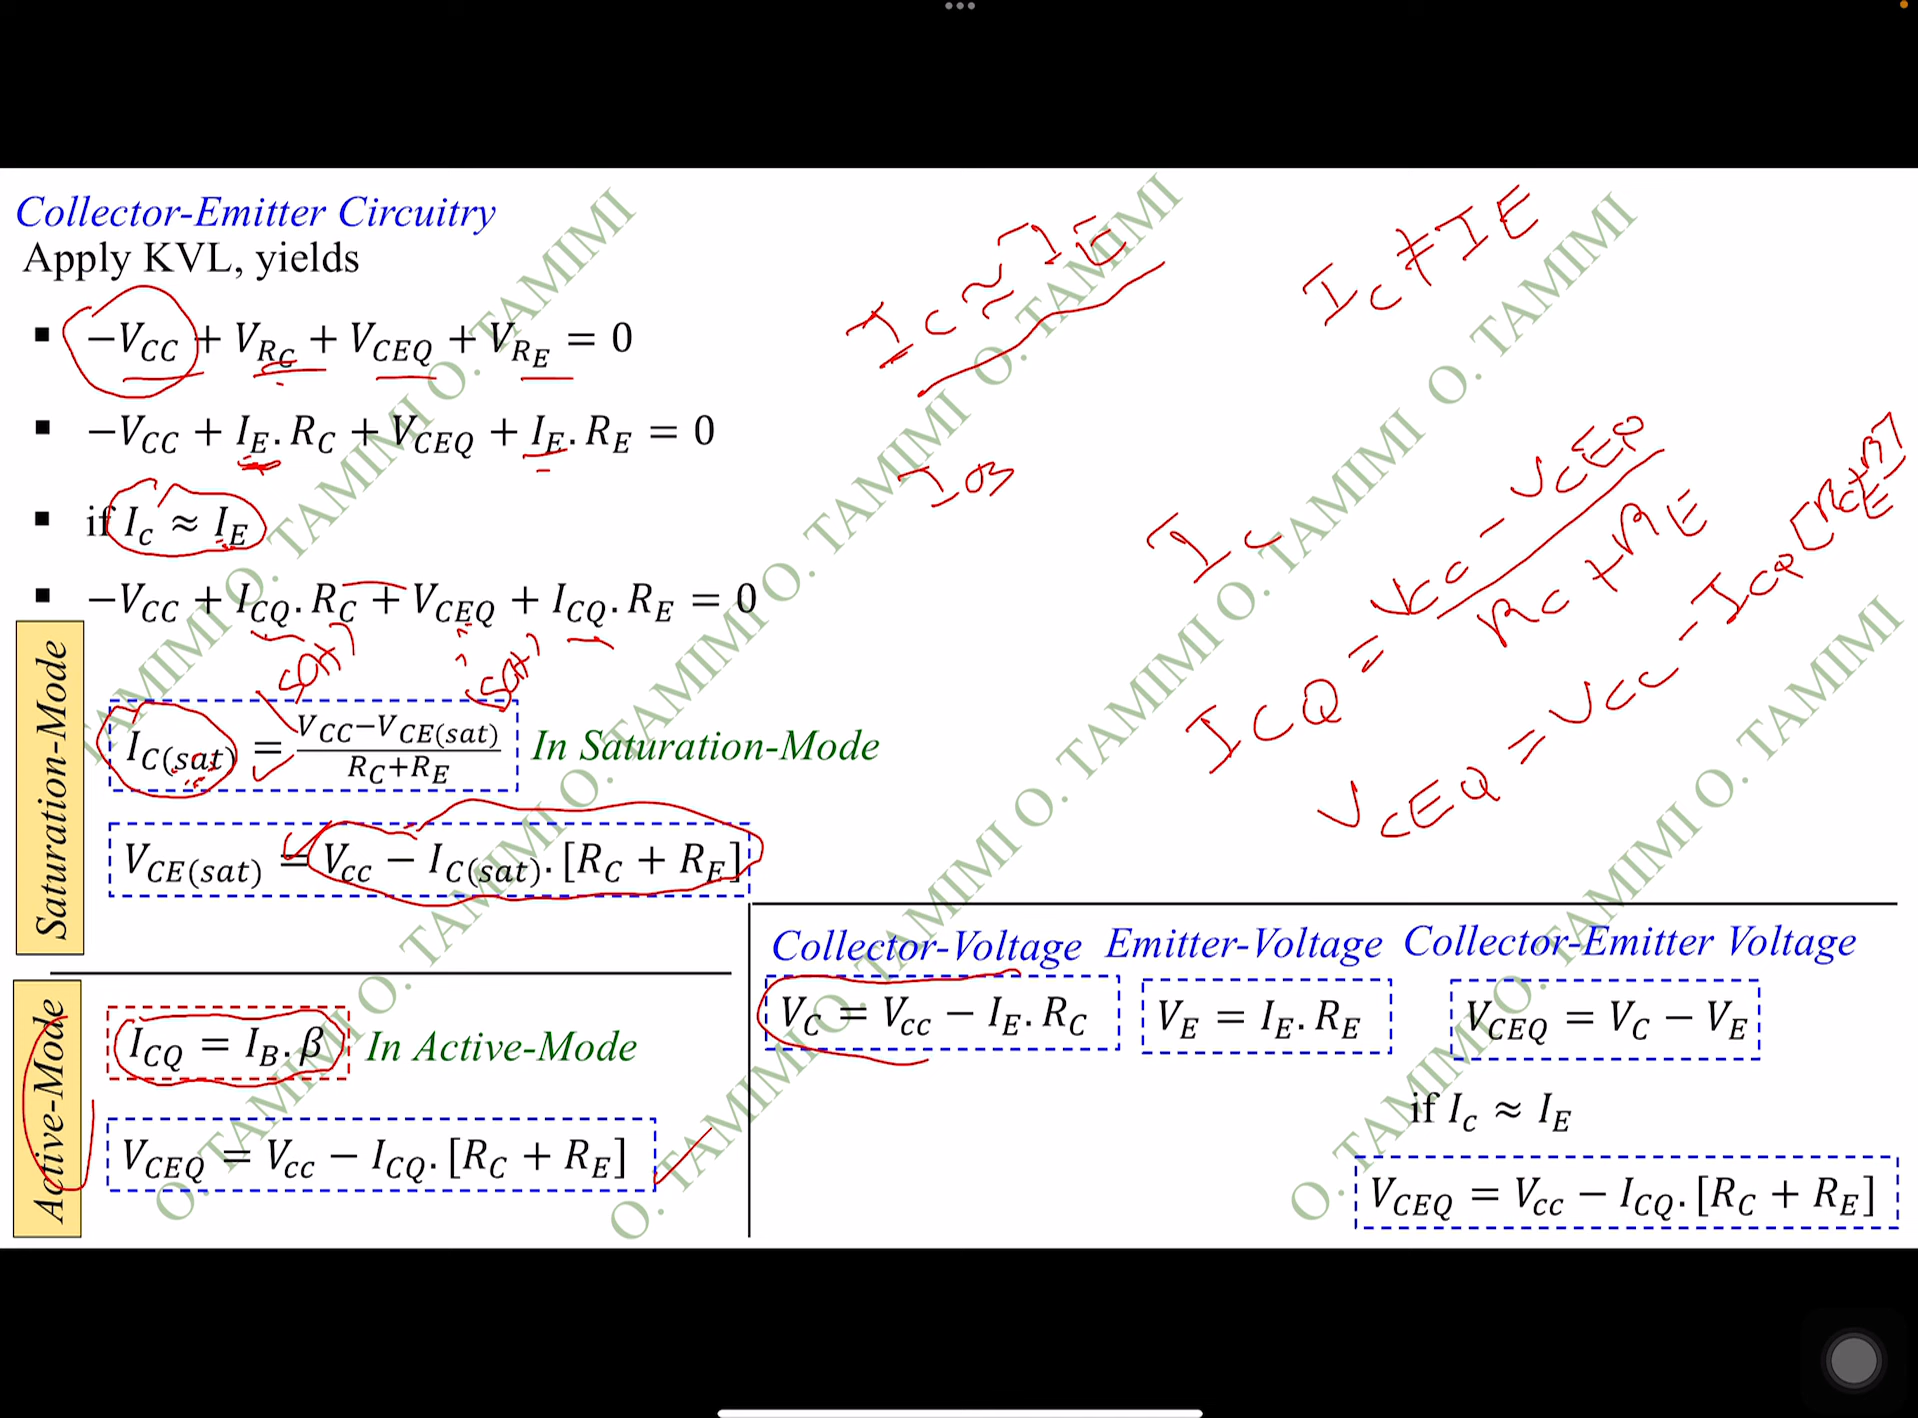 Collector-Emitter Circuitry
Apply KVL, yields
▪ −V_CC + V_RC + V_CEQ + V_RE = 0
▪ −V_CC + I_E.R_C + V_CEQ + I_E.R_E = 0
▪ if I_c ≈ I_E
▪ −V_CC + I_CQ.R_C + V_CEQ + I_CQ.R_E = 0
(sat)
(sat)
Saturation-Mode
I_C(sat) = (V_CC−V_CE(sat))/(R_C+R_E) In Saturation-Mode
V_CE(sat) = V_cc − I_C(sat).[R_C + R_E]
Active-Mode
I_CQ = I_B.β In Active-Mode
V_CEQ = V_cc − I_CQ.[R_C + R_E]
I_C ≈ I_E
I_C ≠ I_E
I_C
I_CQ = (V_CC − V_CEQ)/(R_C + R_E)
V_CEQ = V_CC − I_CQ [R_C + R_E]
Collector-Voltage Emitter-Voltage Collector-Emitter Voltage
V_C = V_cc − I_E.R_C V_E = I_E.R_E V_CEQ = V_C − V_E
if I_c ≈ I_E
V_CEQ = V_cc − I_CQ.[R_C + R_E]
O. TAMIMI O. TAMIMI O. TAMIMI